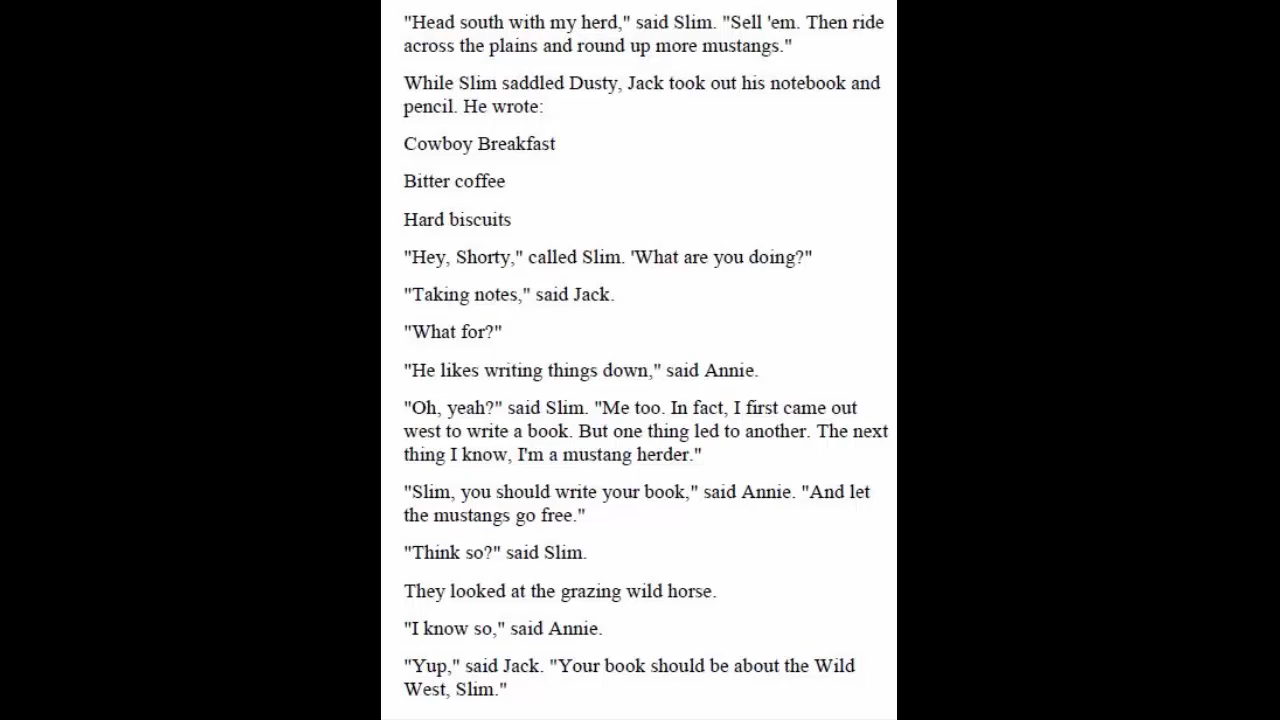 "Head south with my herd," said Slim. "Sell 'em. Then ride
across the plains and round up more mustangs."
While Slim saddled Dusty, Jack took out his notebook and
pencil. He wrote:
Cowboy Breakfast
Bitter coffee
Hard biscuits
"Hey, Shorty," called Slim. 'What are you doing?"
"Taking notes," said Jack.
"What for?"
"He likes writing things down," said Annie.
"Oh, yeah?" said Slim. "Me too. In fact, I first came out
west to write a book. But one thing led to another. The next
thing I know, I'm a mustang herder."
"Slim, you should write your book," said Annie. "And let
the mustangs go free."
"Think so?" said Slim.
They looked at the grazing wild horse.
"I know so," said Annie.
"Yup," said Jack. "Your book should be about the Wild
West, Slim."